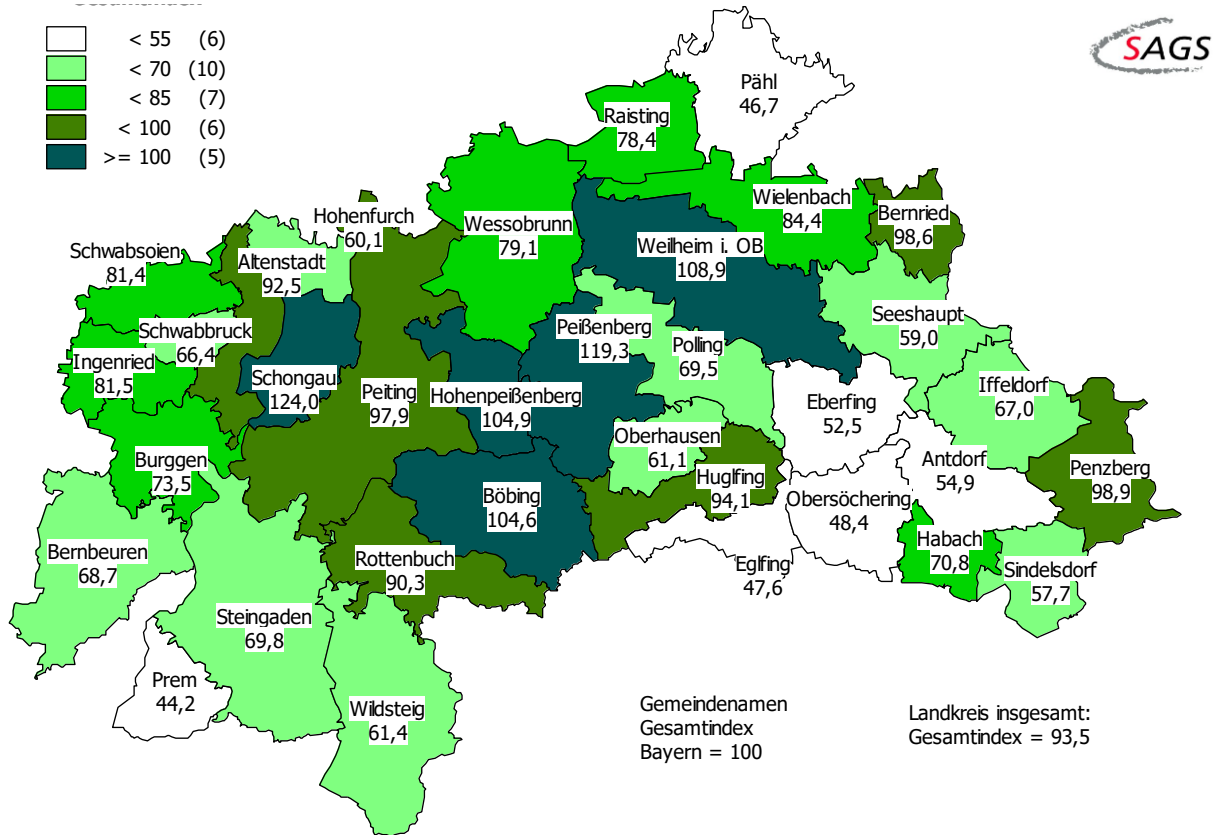 < 55 (6)
< 70 (10)
< 85 (7)
< 100 (6)
>= 100 (5)
SAGS
Pähl
46,7
Raisting
78,4
Wielenbach
84,4
Bernried
98,6
Hohenfurch
60,1
Wessobrunn
79,1
Weilheim i. OB
108,9
Schwabsoien
81,4
Altenstadt
92,5
Seeshaupt
59,0
Schwabbruck
66,4
Peißenberg
119,3
Polling
69,5
Ingenried
81,5
Schongau
124,0
Peiting
97,9
Hohenpeißenberg
104,9
Eberfing
52,5
Iffeldorf
67,0
Oberhausen
61,1
Burggen
73,5
Huglfing
94,1
Antdorf
54,9
Penzberg
98,9
Böbing
104,6
Obersöchering
48,4
Bernbeuren
68,7
Rottenbuch
90,3
Eglfing
47,6
Habach
70,8
Sindelsdorf
57,7
Steingaden
69,8
Prem
44,2
Wildsteig
61,4
Gemeindenamen
Gesamtindex
Bayern = 100
Landkreis insgesamt:
Gesamtindex = 93,5